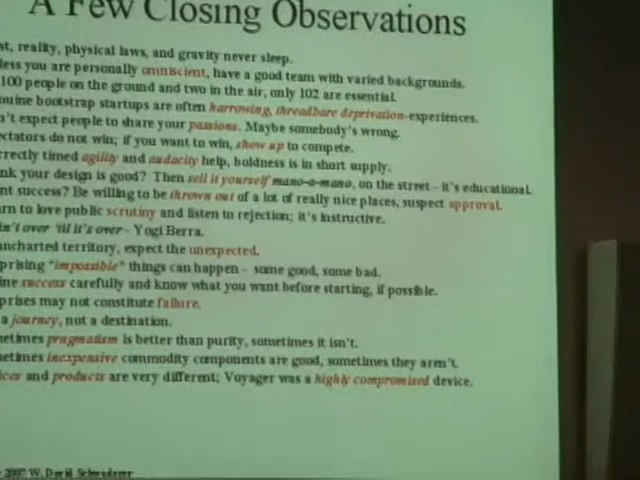 A Few Closing Observations
st, reality, physical laws, and gravity never sleep.
less you are personally omniscient, have a good team with varied backgrounds.
100 people on the ground and two in the air, only 102 are essential.
nuine bootstrap startups are often harrowing, threadbare deprivation-experiences.
n't expect people to share your passions. Maybe somebody's wrong.
ectators do not win; if you want to win, show up to compete.
rrectly timed agility and audacity help, boldness is in short supply.
nk your design is good? Then sell it yourself mano-a-mano, on the street - it's educational.
nt success? Be willing to be thrown out of a lot of really nice places, suspect approval.
rn to love public scrutiny and listen to rejection; it's instructive.
in't over 'til it's over - Yogi Berra.
uncharted territory, expect the unexpected.
prising "impossible" things can happen - some good, some bad.
ine success carefully and know what you want before starting, if possible.
prises may not constitute failure.
a journey, not a destination.
etimes pragmatism is better than purity, sometimes it isn't.
etimes inexpensive commodity components are good, sometimes they aren't.
ices and products are very different; Voyager was a highly compromised device.
2007 W. David Schwaderer